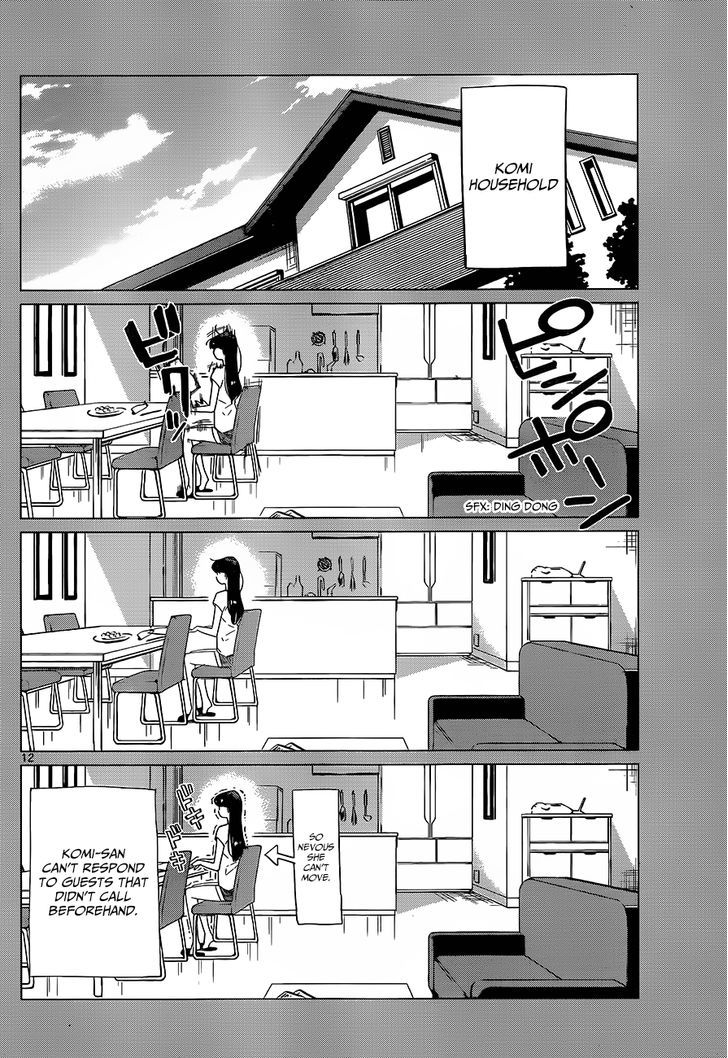 KOMI
HOUSEHOLD
ビクッ
ピンポーン
SFX: DING DONG
12
KOMI-SAN
CAN'T RESPOND
TO GUESTS THAT
DIDN'T CALL
BEFOREHAND.
SO
NEVOUS
SHE
CAN'T
MOVE.